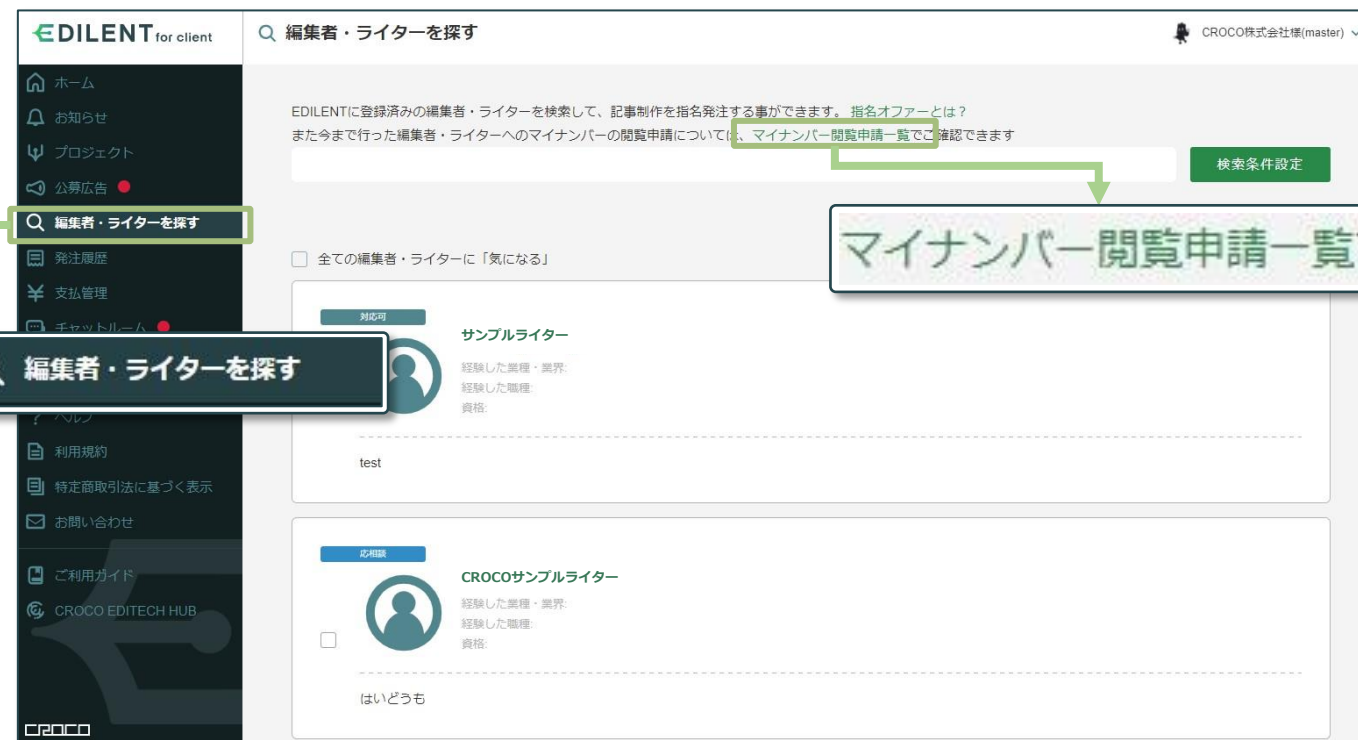 EDILENT for client
編集者・ライターを探す
CROCO株式会社様(master)
ホーム
お知らせ
プロジェクト
公募広告
編集者・ライターを探す
発注履歴
支払管理
チャットルーム
編集者・ライターを探す
ヘルプ
利用規約
特定商取引法に基づく表示
お問い合わせ
ご利用ガイド
CROCO EDITECH HUB
CROCO
EDILENTに登録済みの編集者・ライターを検索して、記事制作を指名発注する事ができます。 指名オファーとは？
また今まで行った編集者・ライターへのマイナンバーの閲覧申請については、マイナンバー閲覧申請一覧でご確認できます
検索条件設定
マイナンバー閲覧申請一覧
全ての編集者・ライターに「気になる」
対応可
サンプルライター
経験した業種・業界:
経験した職種:
資格:
test
応相談
CROCOサンプルライター
経験した業種・業界:
経験した職種:
資格:
はいどうも